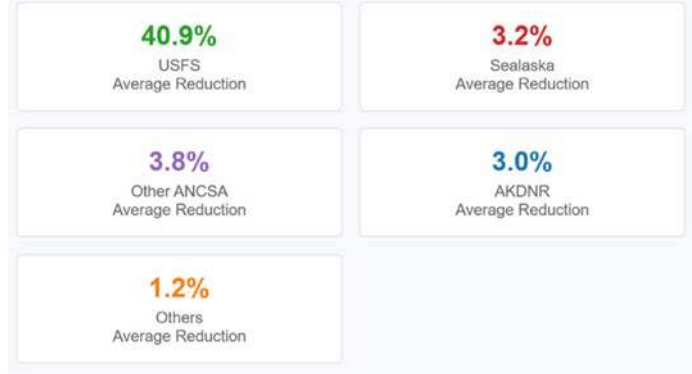 40.9%
USFS
Average Reduction
3.2%
Sealaska
Average Reduction
3.8%
Other ANCSA
Average Reduction
3.0%
AKDNR
Average Reduction
1.2%
Others
Average Reduction